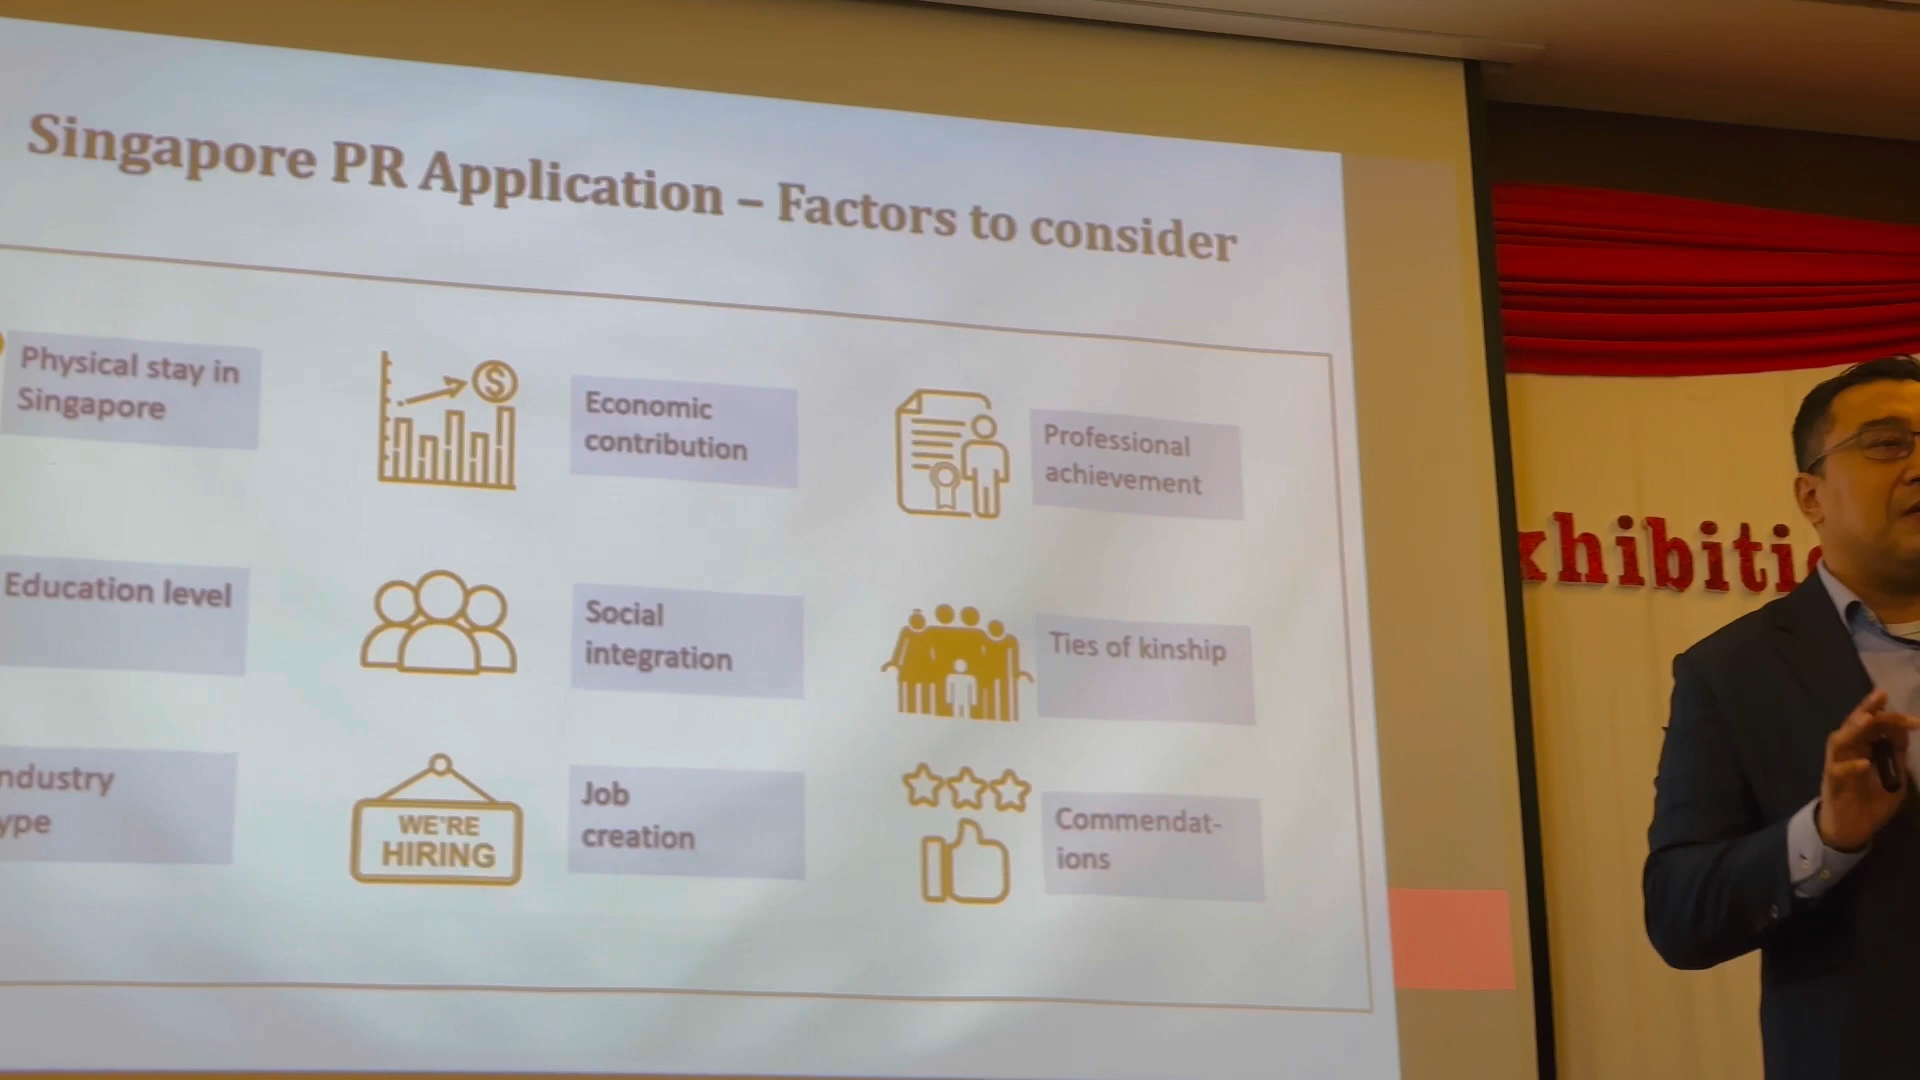 Singapore PR Application – Factors to consider
Physical stay in
Singapore
Economic
contribution
Professional
achievement
Education level
Social
integration
Ties of kinship
ndustry
ype
WE'RE
HIRING
Job
creation
Commendat-
ions
xhibitio